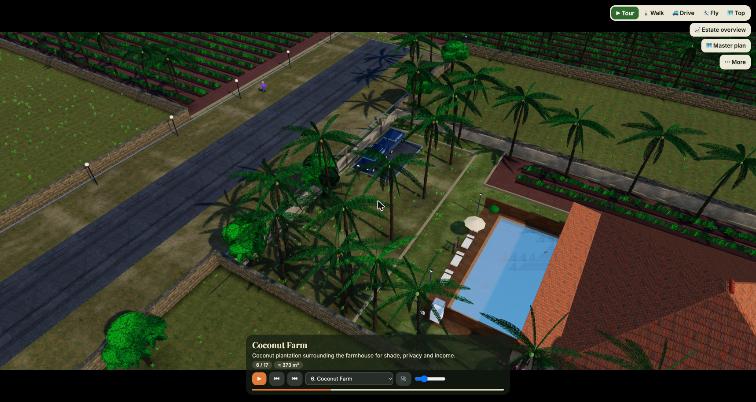 Tour Walk Drive Fly Top
Estate overview
Master plan
More
Coconut Farm
Coconut plantation surrounding the farmhouse for shade, privacy and income.
6 / 17 ≈ 373 m²
6. Coconut Farm